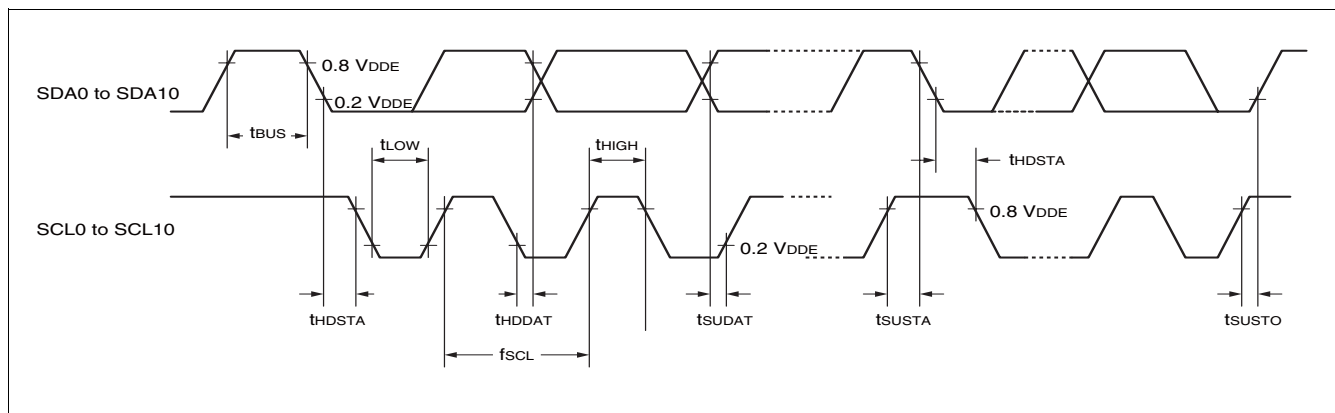 SDA0 to SDA10
0.8 VDDE
0.2 VDDE
tBUS
tLOW
tHIGH
tHDSTA
SCL0 to SCL10
0.8 VDDE
0.2 VDDE
tHDSTA
tHDDAT
tSUDAT
tSUSTA
tSUSTO
fSCL